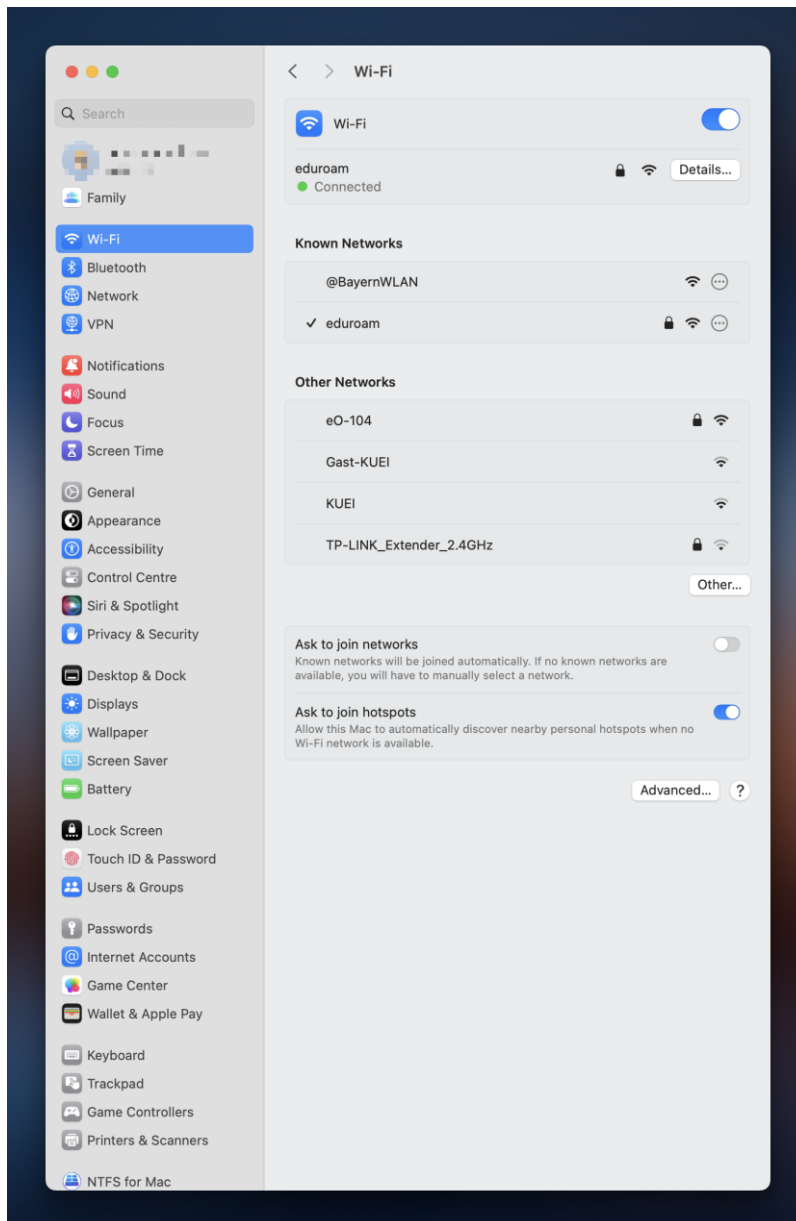 Search
Family
Wi-Fi
Bluetooth
Network
VPN
Notifications
Sound
Focus
Screen Time
General
Appearance
Accessibility
Control Centre
Siri & Spotlight
Privacy & Security
Desktop & Dock
Displays
Wallpaper
Screen Saver
Battery
Lock Screen
Touch ID & Password
Users & Groups
Passwords
Internet Accounts
Game Center
Wallet & Apple Pay
Keyboard
Trackpad
Game Controllers
Printers & Scanners
NTFS for Mac
Wi-Fi
Wi-Fi
eduroam
Connected
Details...
Known Networks
@BayernWLAN
eduroam
Other Networks
eO-104
Gast-KUEI
KUEI
TP-LINK_Extender_2.4GHz
Other...
Ask to join networks
Known networks will be joined automatically. If no known networks are
available, you will have to manually select a network.
Ask to join hotspots
Allow this Mac to automatically discover nearby personal hotspots when no
Wi-Fi network is available.
Advanced... ?